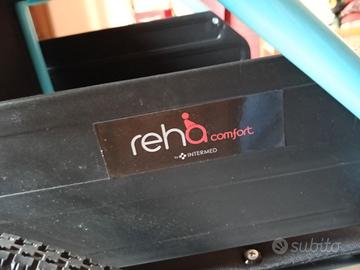 reha comfort
by INTERMED
subito